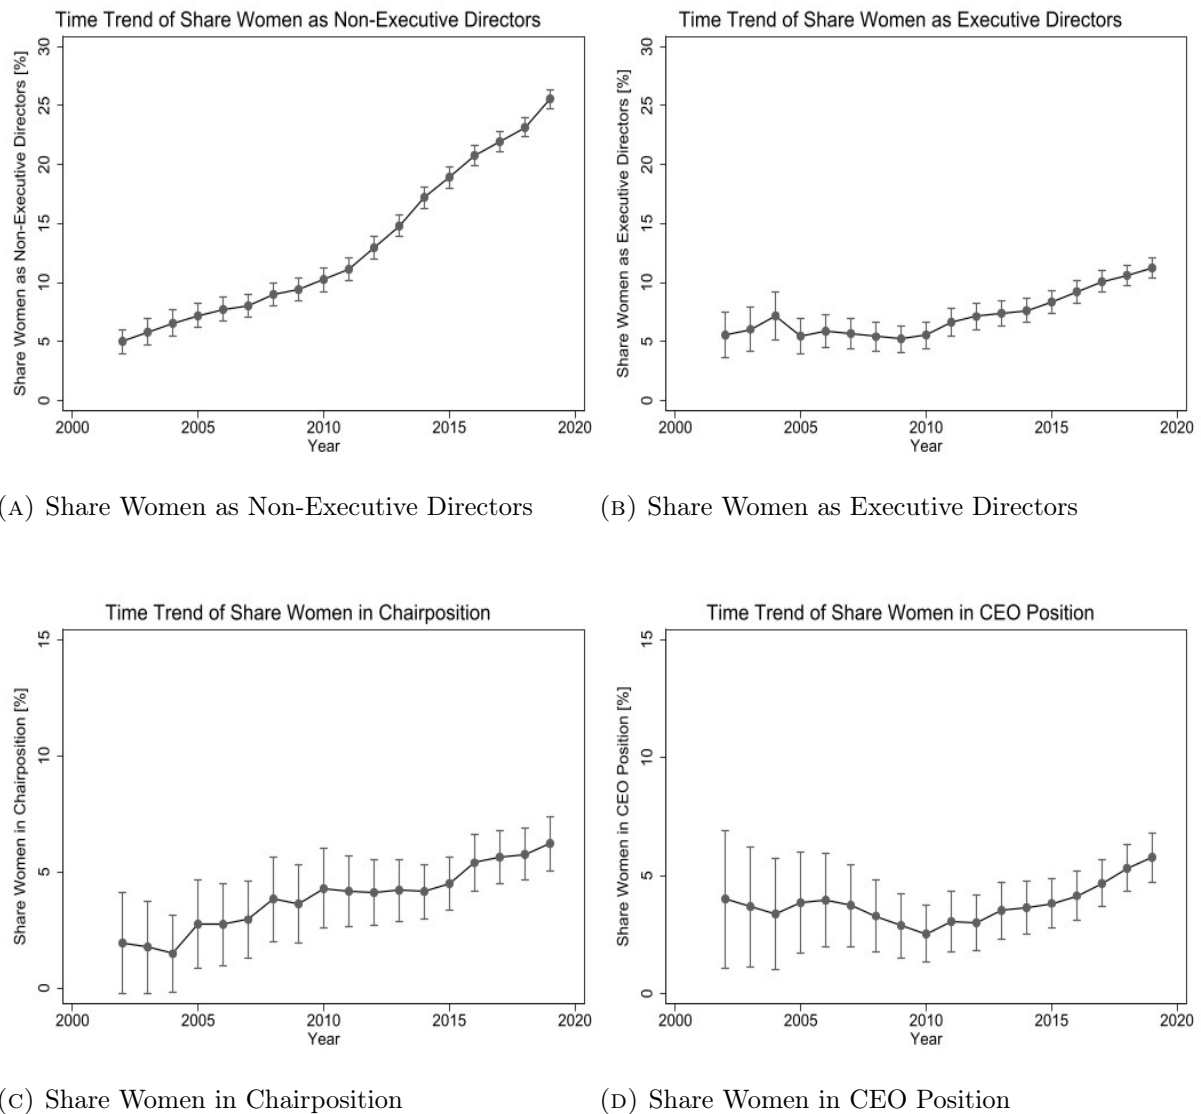 Time Trend of Share Women as Non-Executive Directors
Share Women as Non-Executive Directors [%]
30
25
20
15
10
5
0
2000 2005 2010 2015 2020
Year
(A) Share Women as Non-Executive Directors
Time Trend of Share Women as Executive Directors
Share Women as Executive Directors [%]
30
25
20
15
10
5
0
2000 2005 2010 2015 2020
Year
(B) Share Women as Executive Directors
Time Trend of Share Women in Chairposition
Share Women in Chairposition [%]
15
10
5
0
2000 2005 2010 2015 2020
Year
(C) Share Women in Chairposition
Time Trend of Share Women in CEO Position
Share Women in CEO Position [%]
15
10
5
0
2000 2005 2010 2015 2020
Year
(D) Share Women in CEO Position